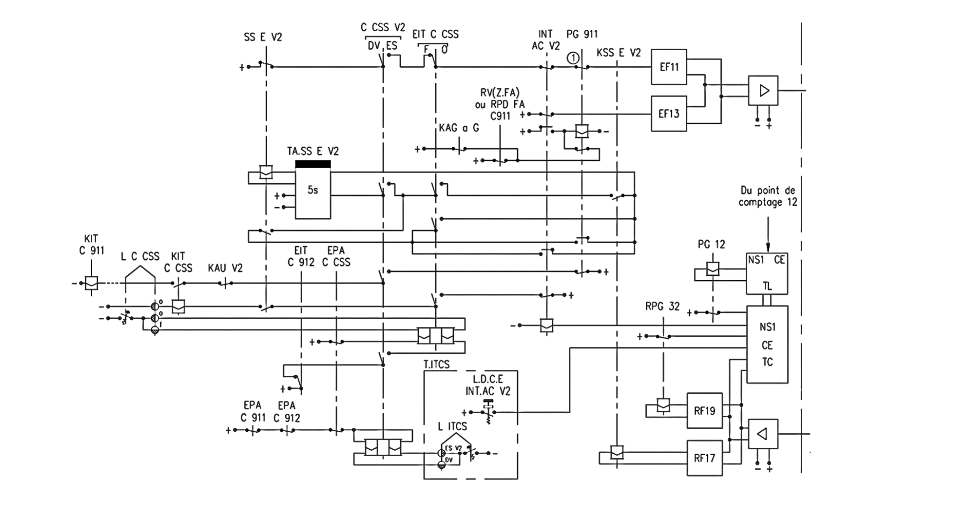 C CSS V2
EIT C CSS
SS E V2
DV ES
F O
INT
AC V2
PG 911
1
KSS E V2
EF11
EF13
RV(Z.FA)
ou RPD FA
C911
KAG a G
TA.SS E V2
5s
Du point de
comptage 12
KIT
C 911
L C CSS
KIT
C CSS
KAU V2
EIT
C 912
EPA
C CSS
PG 12
NS1 CE
TL
RPG 32
NS1
CE
TC
o
o
f
T.ITCS
L.D.C.E
INT.AC V2
EPA
C 911
EPA
C 912
L ITCS
ES V2
DV
RF19
RF17